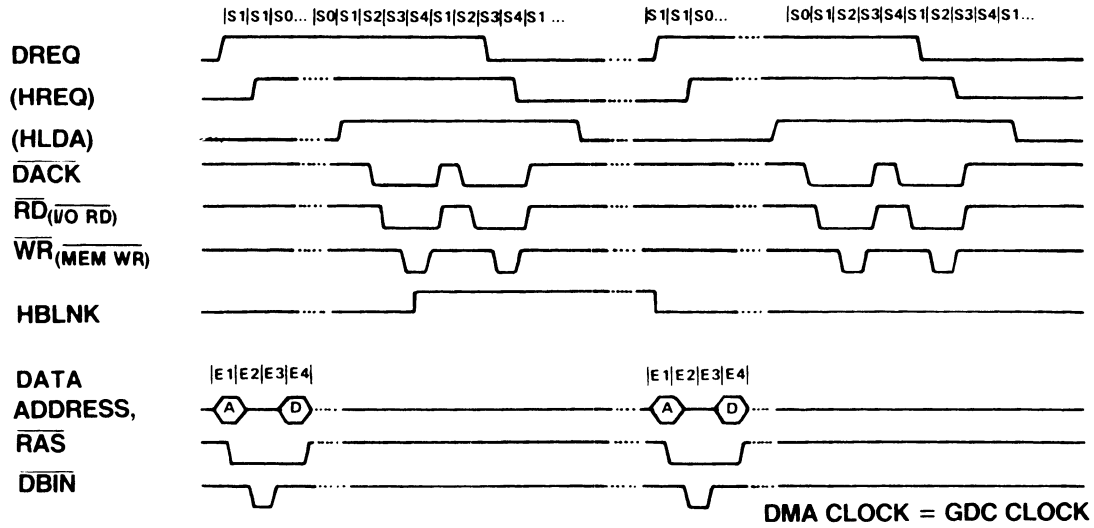 |S1|S1|S0... |S0|S1|S2|S3|S4|S1|S2|S3|S4|S1 ... |S1|S1|S0... |S0|S1|S2|S3|S4|S1|S2|S3|S4|S1...
DREQ
(HREQ)
(HLDA)
DACK
RD(I/O RD)
WR(MEM WR)
HBLNK
|E1|E2|E3|E4| |E1|E2|E3|E4|
DATA
ADDRESS, A D A D
RAS
DBIN
DMA CLOCK = GDC CLOCK